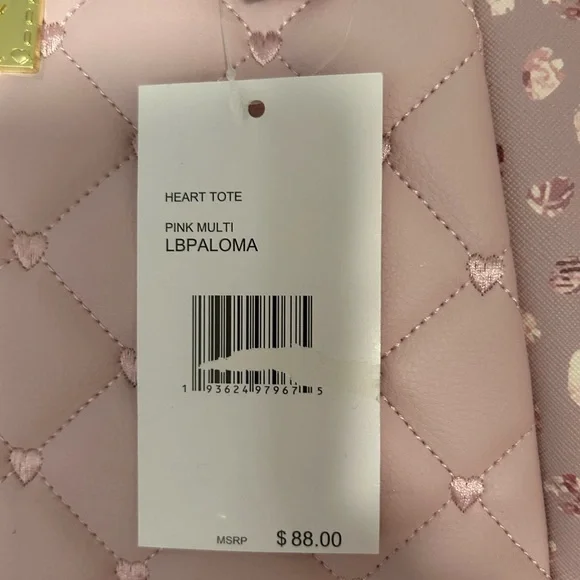 HEART TOTE
PINK MULTI
LBPALOMA
1 93624 97967 5
MSRP $88.00